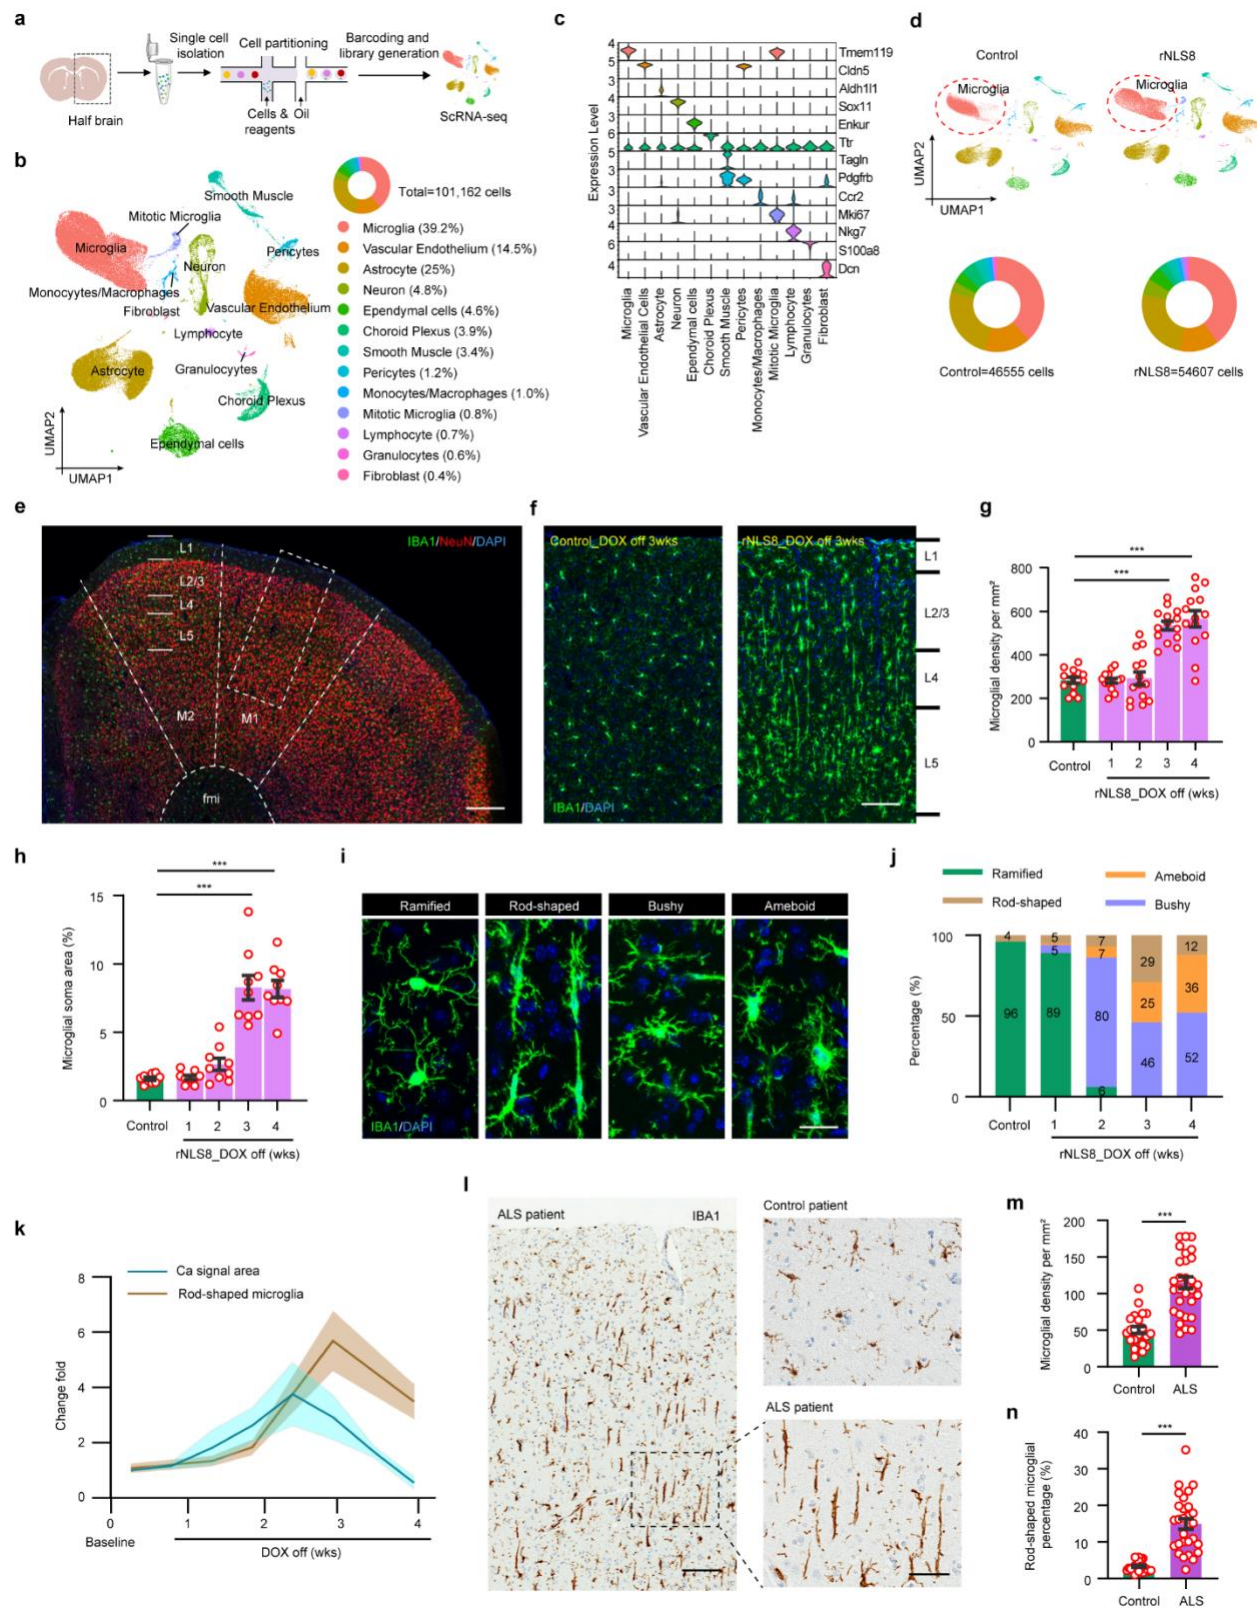 a
Single cell
isolation
Cell partitioning
Barcoding and
library generation
Half brain
Cells &
reagents
Oil
ScRNA-seq
b
Smooth Muscle
Mitotic Microglia
Microglia
Neuron
Pericytes
Monocyytes/Macrophages
Fibroblast
Vascular Endothelium
Lymphocyte
Astrocyte
Granulocyytes
Choroid Plexus
Ependymal cells
UMAP2
UMAP1
Total=101,162 cells
Microglia (39.2%)
Vascular Endothelium (14.5%)
Astrocyte (25%)
Neuron (4.8%)
Ependymal cells (4.6%)
Choroid Plexus (3.9%)
Smooth Muscle (3.4%)
Pericytes (1.2%)
Monocytes/Macrophages (1.0%)
Mitotic Microglia (0.8%)
Lymphocyte (0.7%)
Granulocytes (0.6%)
Fibroblast (0.4%)
c
Expression Level
4 Tmem119
5 Cldn5
3 Aldh1l1
4 Sox11
3 Enkur
6 Ttr
5 Tagln
3 Pdgfrb
3 Ccr2
3 Mki67
4 Nkg7
6 S100a8
4 Dcn
Microglia
Vascular Endothelial Cells
Astrocyte
Neuron
Ependymal cells
Choroid Plexus
Smooth Muscle
Pericytes
Monocytes/Macrophages
Mitotic Microglia
Lymphocyte
Granulocytes
Fibroblast
d
Control
rNLS8
Microglia
Microglia
UMAP2
UMAP1
Control=46555 cells
rNLS8=54607 cells
e
IBA1/NeuN/DAPI
L1
L2/3
L4
L5
M2
M1
fmi
f
Control_DOX off 3wks
rNLS8_DOX off 3wks
IBA1/DAPI
L1
L2/3
L4
L5
g
Microglial density per mm²
800
600
400
200
0
***
***
Control
1 2 3 4
rNLS8_DOX off (wks)
h
Microglial soma area (%)
15
10
5
0
***
***
Control
1 2 3 4
rNLS8_DOX off (wks)
i
Ramified
Rod-shaped
Bushy
Ameboid
IBA1/DAPI
j
Ramified
Ameboid
Rod-shaped
Bushy
Percentage (%)
100
50
0
4
96
5
5
89
7
7
80
6
29
25
46
12
36
52
Control
1 2 3 4
rNLS8_DOX off (wks)
k
Ca signal area
Rod-shaped microglia
Change fold
8
6
4
2
0
0 1 2 3 4
Baseline
DOX off (wks)
l
ALS patient
IBA1
Control patient
ALS patient
m
Microglial density per mm²
200
150
100
50
0
***
Control
ALS
n
Rod-shaped microglial
percentage (%)
40
30
20
10
0
***
Control
ALS